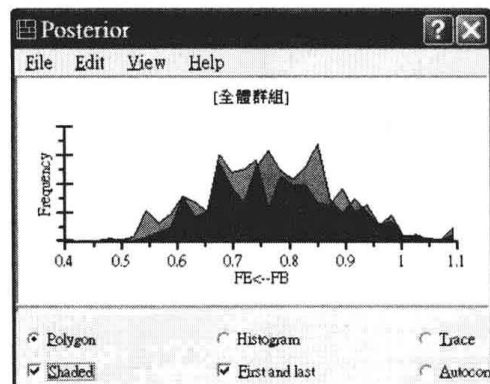 Posterior
File Edit View Help
[全體群組]
Frequency
0.4 0.5 0.6 0.7 0.8 0.9 1 1.1
FE<--FB
Polygon Histogram Trace
Shaded First and last Autocorr